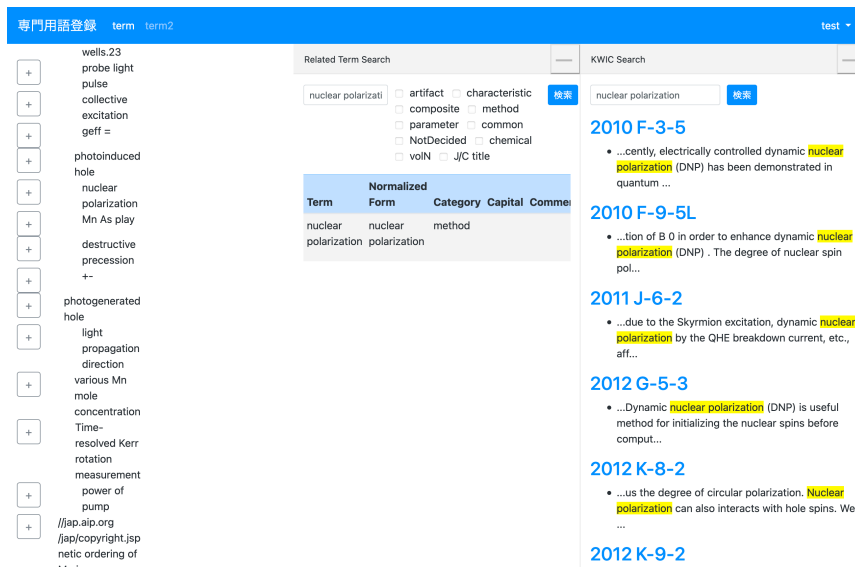 専門用語登録 term term2 test
wells.23
+
probe light
pulse
+
collective
excitation
+
geff =
+
photoinduced
hole
+
nuclear
polarization
+
Mn As play
+
destructive
precession
+
+-
+
photogenerated
hole
+
light
propagation
direction
+
various Mn
mole
concentration
+
Time-
resolved Kerr
rotation
measurement
+
power of
pump
+
//jap.aip.org
/jap/copyright.jsp
netic ordering of
Related Term Search
nuclear polarizati
artifact characteristic
composite method
parameter common
NotDecided chemical
volN J/C title
検索
Term Normalized Form Category Capital Commen
nuclear polarization nuclear polarization method
KWIC Search
nuclear polarization 検索
2010 F-3-5
...cently, electrically controlled dynamic nuclear
polarization (DNP) has been demonstrated in
quantum ...
2010 F-9-5L
...tion of B 0 in order to enhance dynamic nuclear
polarization (DNP) . The degree of nuclear spin
pol...
2011 J-6-2
...due to the Skyrmion excitation, dynamic nuclear
polarization by the QHE breakdown current, etc.,
aff...
2012 G-5-3
...Dynamic nuclear polarization (DNP) is useful
method for initializing the nuclear spins before
comput...
2012 K-8-2
...us the degree of circular polarization. Nuclear
polarization can also interacts with hole spins. We
...
2012 K-9-2